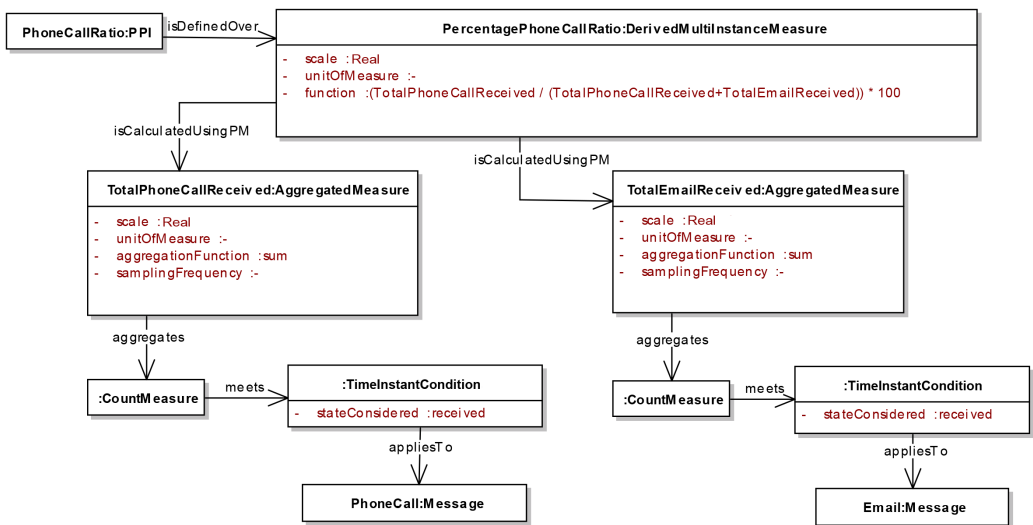 PhoneCallRatio:PPI
isDefinedOver
PercentagePhoneCallRatio:DerivedMultiInstanceMeasure
- scale :Real
- unitOfMeasure :-
- function :(TotalPhoneCallReceived / (TotalPhoneCallReceived+TotalEmailReceived)) * 100
isCalculatedUsingPM
isCalculatedUsingPM
TotalPhoneCallReceived:AggregatedMeasure
- scale :Real
- unitOfMeasure :-
- aggregationFunction :sum
- samplingFrequency :-
TotalEmailReceived:AggregatedMeasure
- scale :Real
- unitOfMeasure :-
- aggregationFunction :sum
- samplingFrequency :-
aggregates
:CountMeasure
meets
:TimeInstantCondition
- stateConsidered :received
appliesTo
PhoneCall:Message
aggregates
:CountMeasure
meets
:TimeInstantCondition
- stateConsidered :received
appliesTo
Email:Message